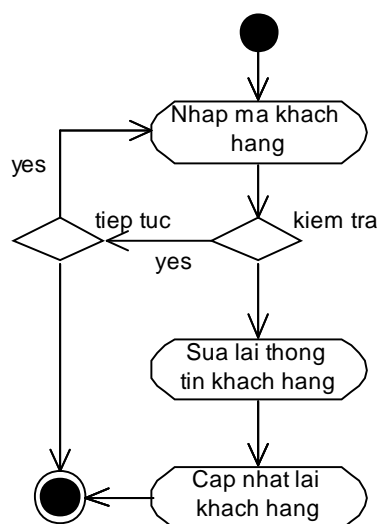 Nhap ma khach
hang
yes
tiep tuc
kiem tra
yes
Sua lai thong
tin khach hang
Cap nhat lai
khach hang